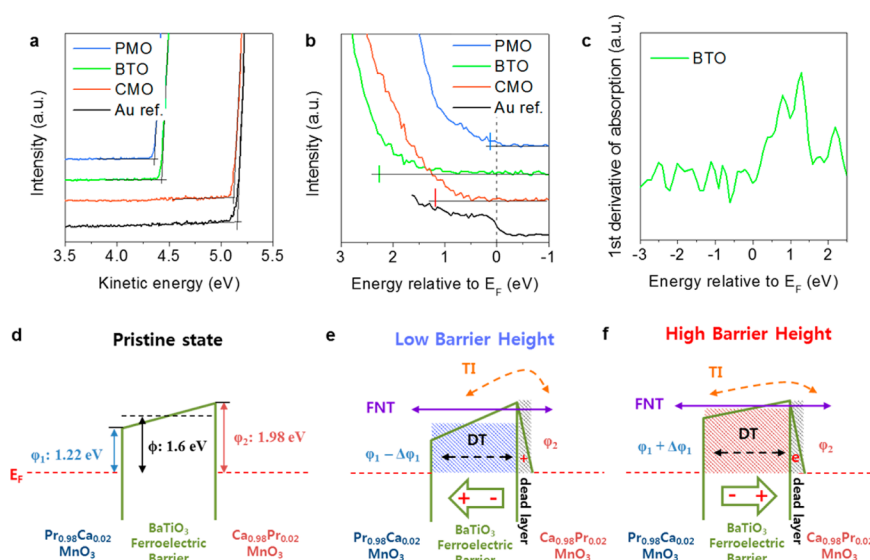 a
PMO
BTO
CMO
Au ref.
Intensity (a.u.)
3.5 4.0 4.5 5.0 5.5
Kinetic energy (eV)
b
PMO
BTO
CMO
Au ref.
Intensity (a.u.)
3 2 1 0 -1
Energy relative to E_F (eV)
c
BTO
1st derivative of absorption (a.u.)
-3 -2 -1 0 1 2
Energy relative to E_F (eV)
d Pristine state
φ₁: 1.22 eV
ϕ: 1.6 eV
φ₂: 1.98 eV
E_F
Pr₀.₉₈Ca₀.₀₂
MnO₃
BaTiO₃
Ferroelectric
Barrier
Ca₀.₉₈Pr₀.₀₂
MnO₃
e Low Barrier Height
TI
FNT
DT
φ₁ − Δφ₁
φ₂
+
+ -
dead layer
Pr₀.₉₈Ca₀.₀₂
MnO₃
BaTiO₃
Ferroelectric
Barrier
Ca₀.₉₈Pr₀.₀₂
MnO₃
f High Barrier Height
TI
FNT
DT
φ₁ + Δφ₁
φ₂
e
- +
dead layer
Pr₀.₉₈Ca₀.₀₂
MnO₃
BaTiO₃
Ferroelectric
Barrier
Ca₀.₉₈Pr₀.₀₂
MnO₃